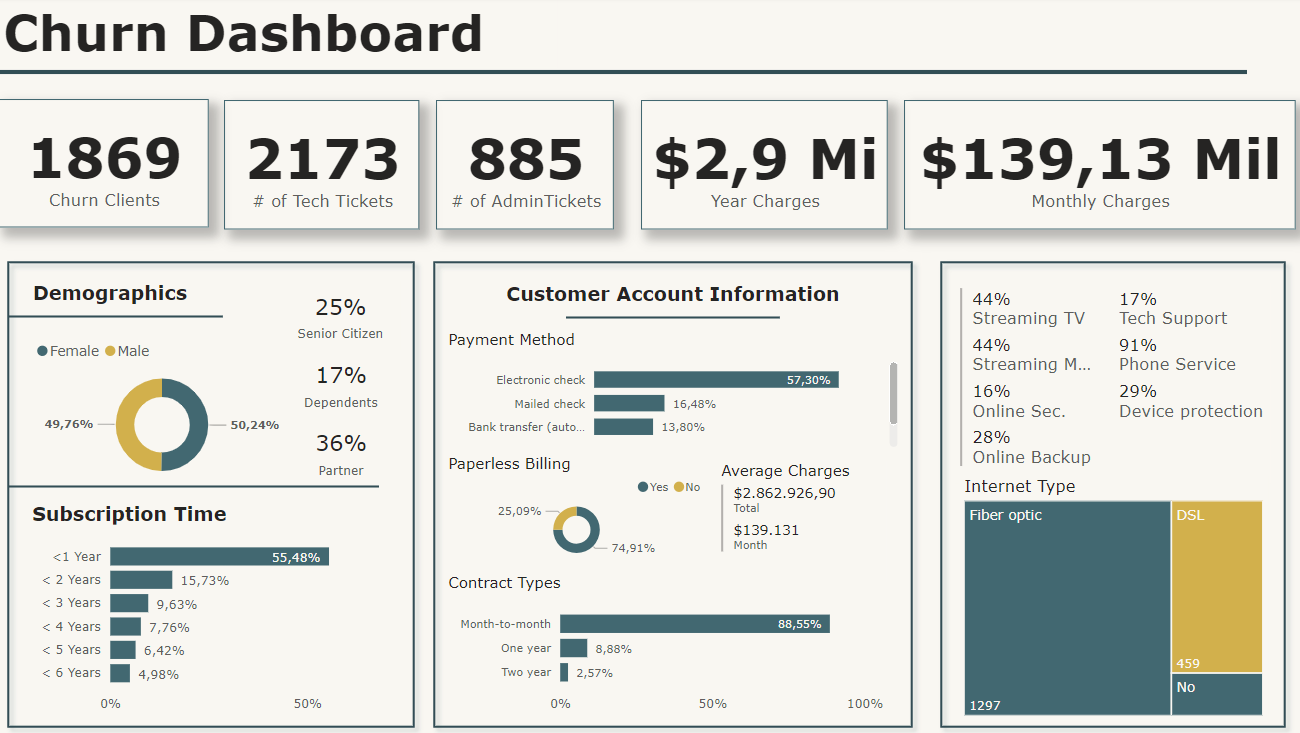 Churn Dashboard
1869
Churn Clients
2173
# of Tech Tickets
885
# of AdminTickets
$2,9 Mi
Year Charges
$139,13 Mil
Monthly Charges
Demographics
25%
Senior Citizen
17%
Dependents
36%
Partner
Female Male
49,76%
50,24%
Subscription Time
<1 Year 55,48%
< 2 Years 15,73%
< 3 Years 9,63%
< 4 Years 7,76%
< 5 Years 6,42%
< 6 Years 4,98%
0% 50%
Customer Account Information
Payment Method
Electronic check 57,30%
Mailed check 16,48%
Bank transfer (auto... 13,80%
Paperless Billing
Yes No
25,09%
74,91%
Average Charges
$2.862.926,90
Total
$139.131
Month
Contract Types
Month-to-month 88,55%
One year 8,88%
Two year 2,57%
0% 50% 100%
44%
Streaming TV
44%
Streaming M...
16%
Online Sec.
28%
Online Backup
17%
Tech Support
91%
Phone Service
29%
Device protection
Internet Type
Fiber optic
1297
DSL
459
No